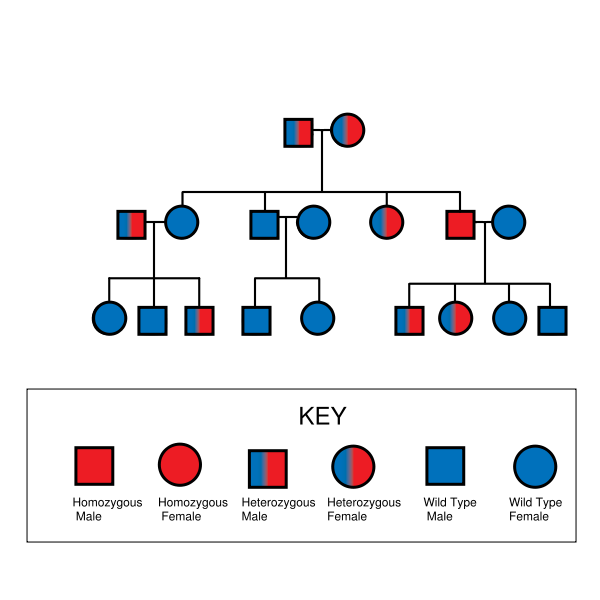 KEY
Homozygous Male
Homozygous Female
Heterozygous Male
Heterozygous Female
Wild Type Male
Wild Type Female